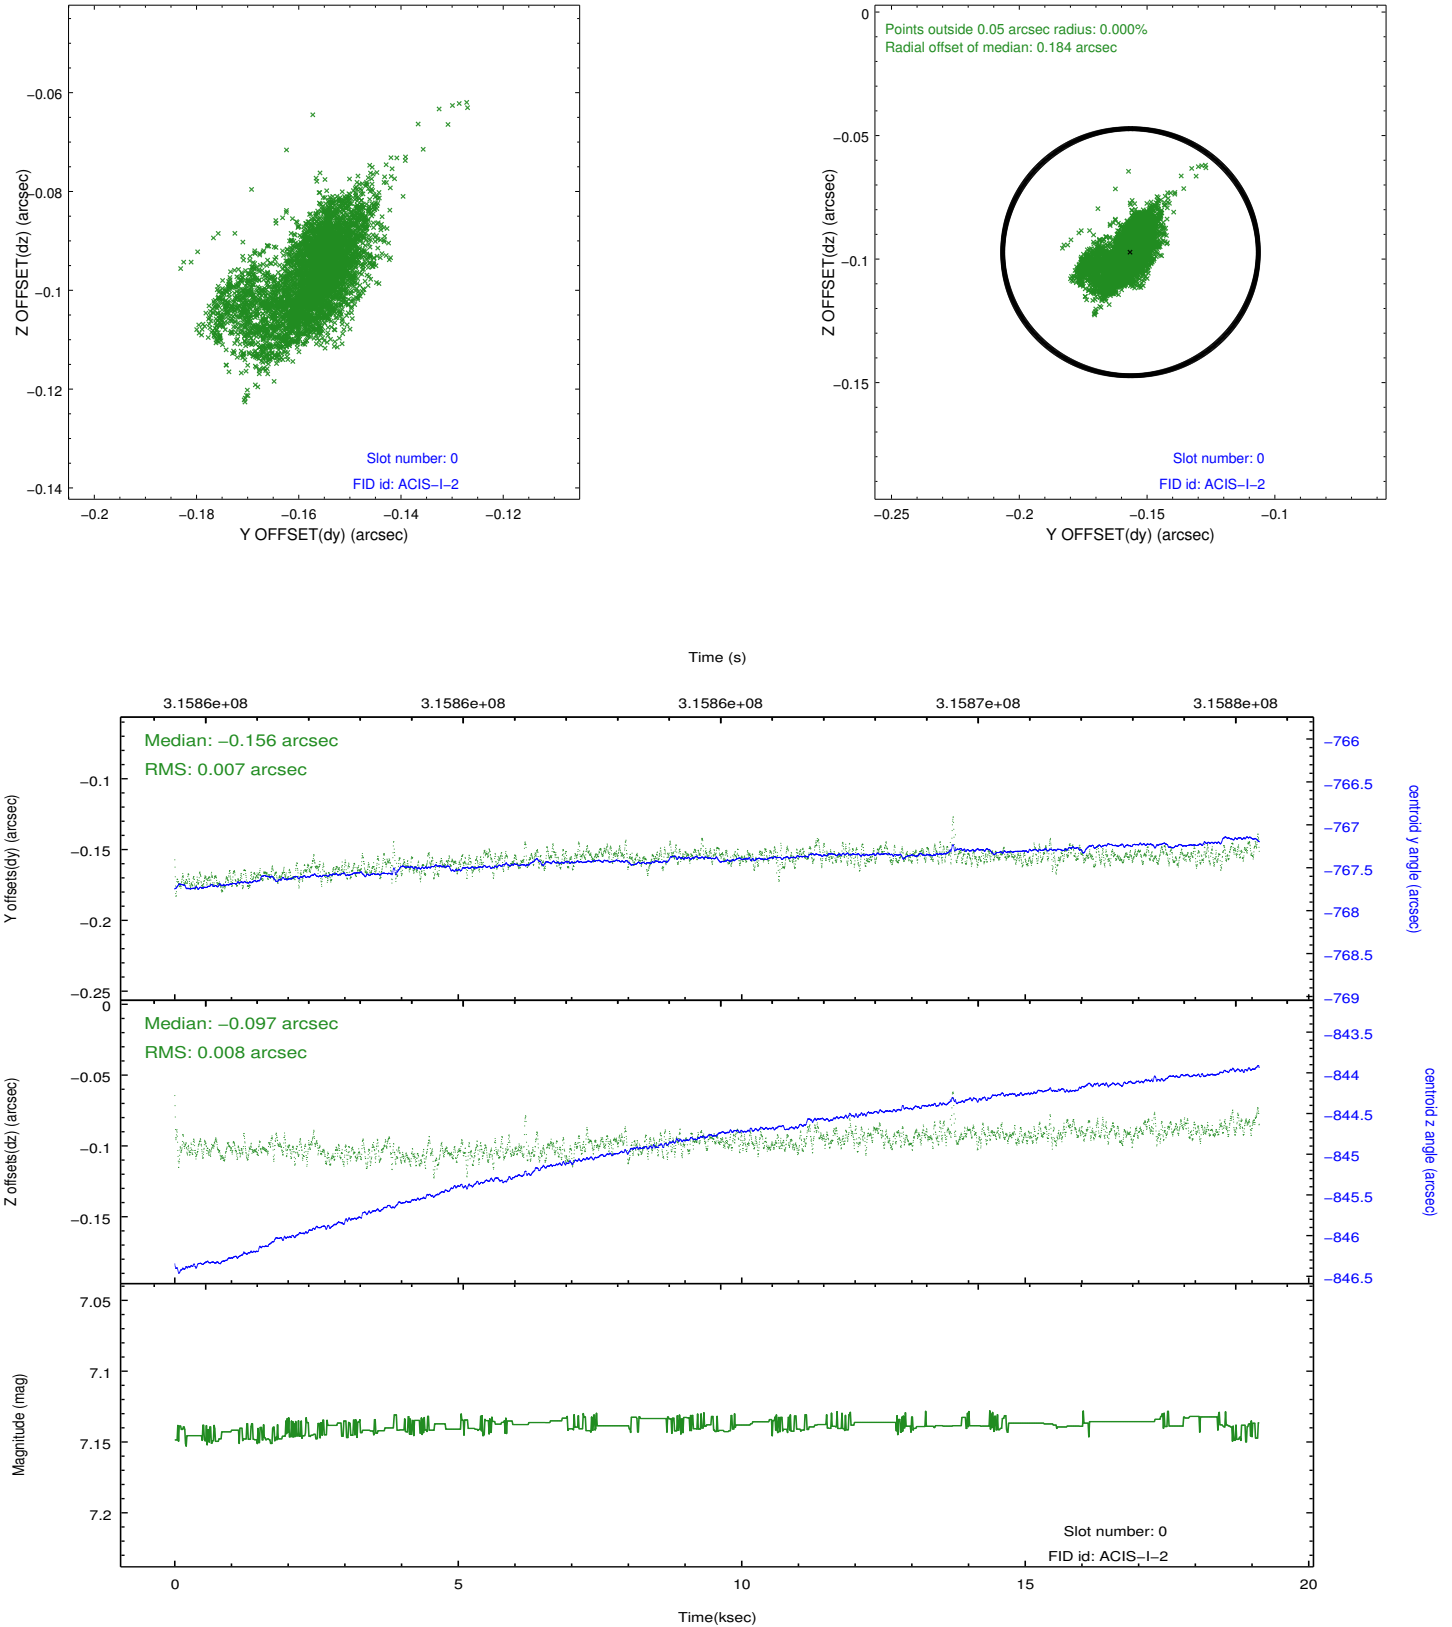 −0.06
−0.08
−0.1
−0.12
−0.14
−0.2
−0.18
−0.16
−0.14
−0.12
Z OFFSET(dz) (arcsec)
Y OFFSET(dy) (arcsec)
Slot number: 0
FID id: ACIS−I−2
Points outside 0.05 arcsec radius: 0.000%
Radial offset of median: 0.184 arcsec
0
−0.05
−0.1
−0.15
−0.25
−0.2
−0.15
−0.1
Z OFFSET(dz) (arcsec)
Y OFFSET(dy) (arcsec)
Slot number: 0
FID id: ACIS−I−2
Time (s)
3.1586e+08
3.1586e+08
3.1586e+08
3.1587e+08
3.1588e+08
Median: −0.156 arcsec
RMS: 0.007 arcsec
−0.1
−0.15
−0.2
−0.25
Y offsets(dy) (arcsec)
−766
−766.5
−767
−767.5
−768
−768.5
−769
centroid y angle (arcsec)
Median: −0.097 arcsec
RMS: 0.008 arcsec
0
−0.05
−0.1
−0.15
Z offsets(dz) (arcsec)
−843.5
−844
−844.5
−845
−845.5
−846
−846.5
centroid z angle (arcsec)
7.05
7.1
7.15
7.2
Magnitude (mag)
Slot number: 0
FID id: ACIS−I−2
0
5
10
15
20
Time(ksec)